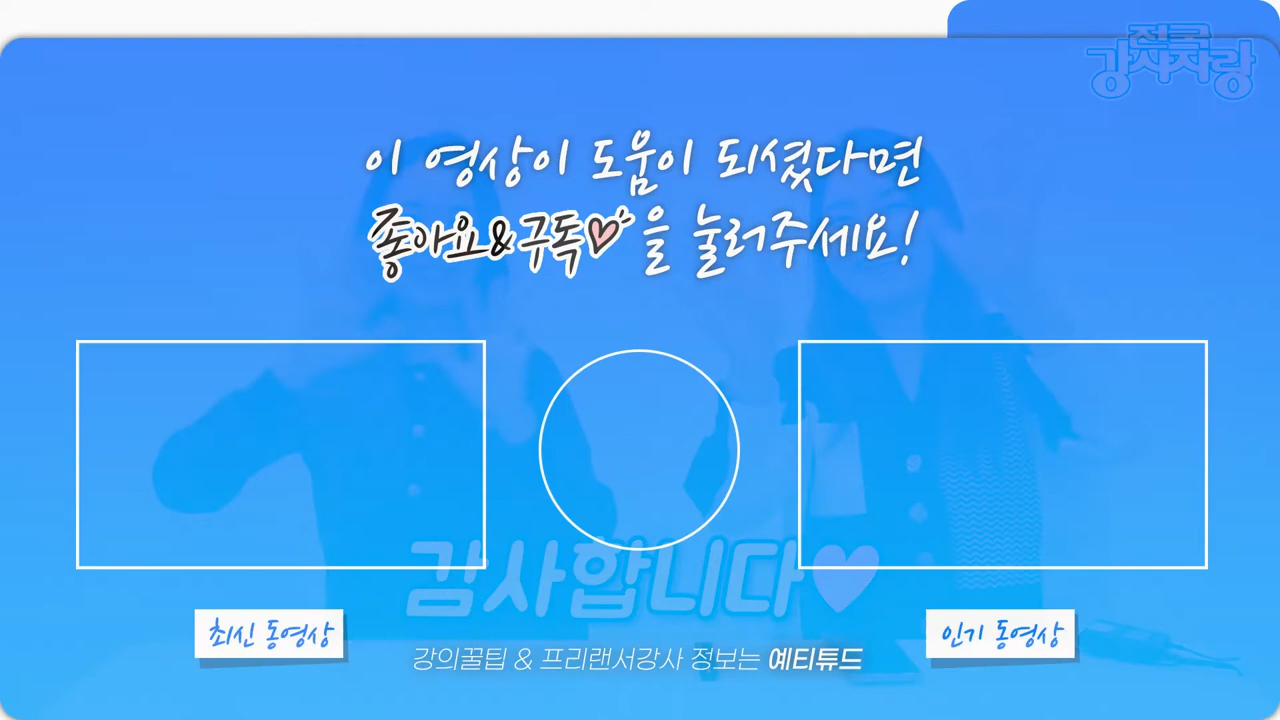 전국
강사자랑
이 영상이 도움이 되셨다면
좋아요&구독♡을 눌러주세요!
감사합니다♥
최신 동영상
인기 동영상
강의꿀팁 & 프리랜서강사 정보는 예티튜드